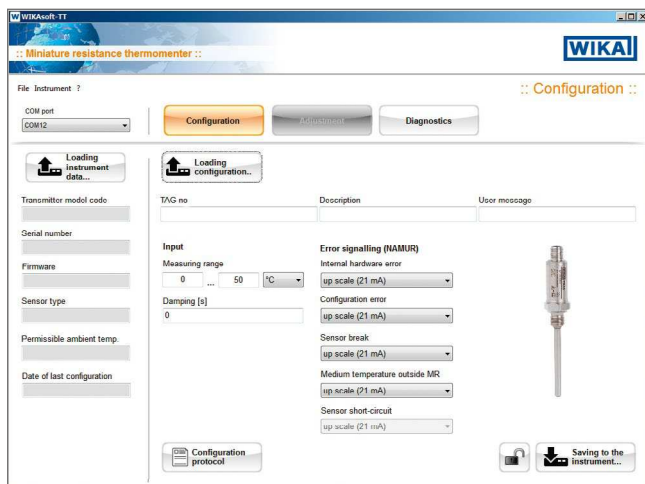 WIKAsoft-TT
:: Miniature resistance thermomenter ::
WIKAI
File Instrument ?
:: Configuration ::
COM port
COM12
Configuration
Adjustment
Diagnostics
Loading
instrument
data...
Loading
configuration..
Transmitter model code
TAG no
Description
User message
Serial number
Input
Error signalling (NAMUR)
Firmware
Measuring range
Internal hardware error
0 ... 50 °C
up scale (21 mA)
Sensor type
Damping [s]
Configuration error
0
up scale (21 mA)
Permissible ambient temp.
Sensor break
up scale (21 mA)
Date of last configuration
Medium temperature outside MR
up scale (21 mA)
Sensor short-circuit
up scale (21 mA)
Configuration
protocol
Saving to the
instrument...